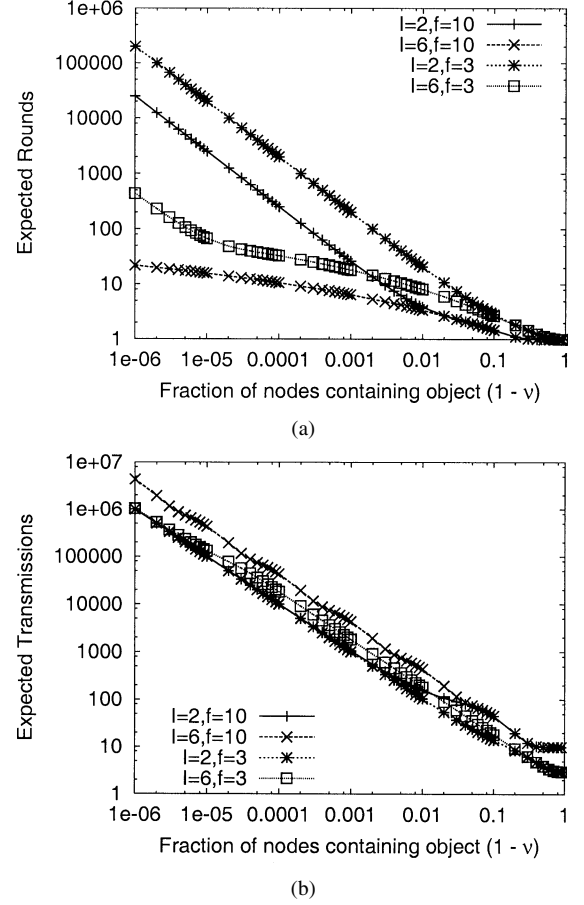 1e+06
100000
10000
1000
100
10
1
Expected Rounds
l=2,f=10
l=6,f=10
l=2,f=3
l=6,f=3
1e-06 1e-05 0.0001 0.001 0.01 0.1 1
Fraction of nodes containing object (1 - ν)
(a)
1e+07
1e+06
100000
10000
1000
100
10
1
Expected Transmissions
l=2,f=10
l=6,f=10
l=2,f=3
l=6,f=3
1e-06 1e-05 0.0001 0.001 0.01 0.1 1
Fraction of nodes containing object (1 - ν)
(b)